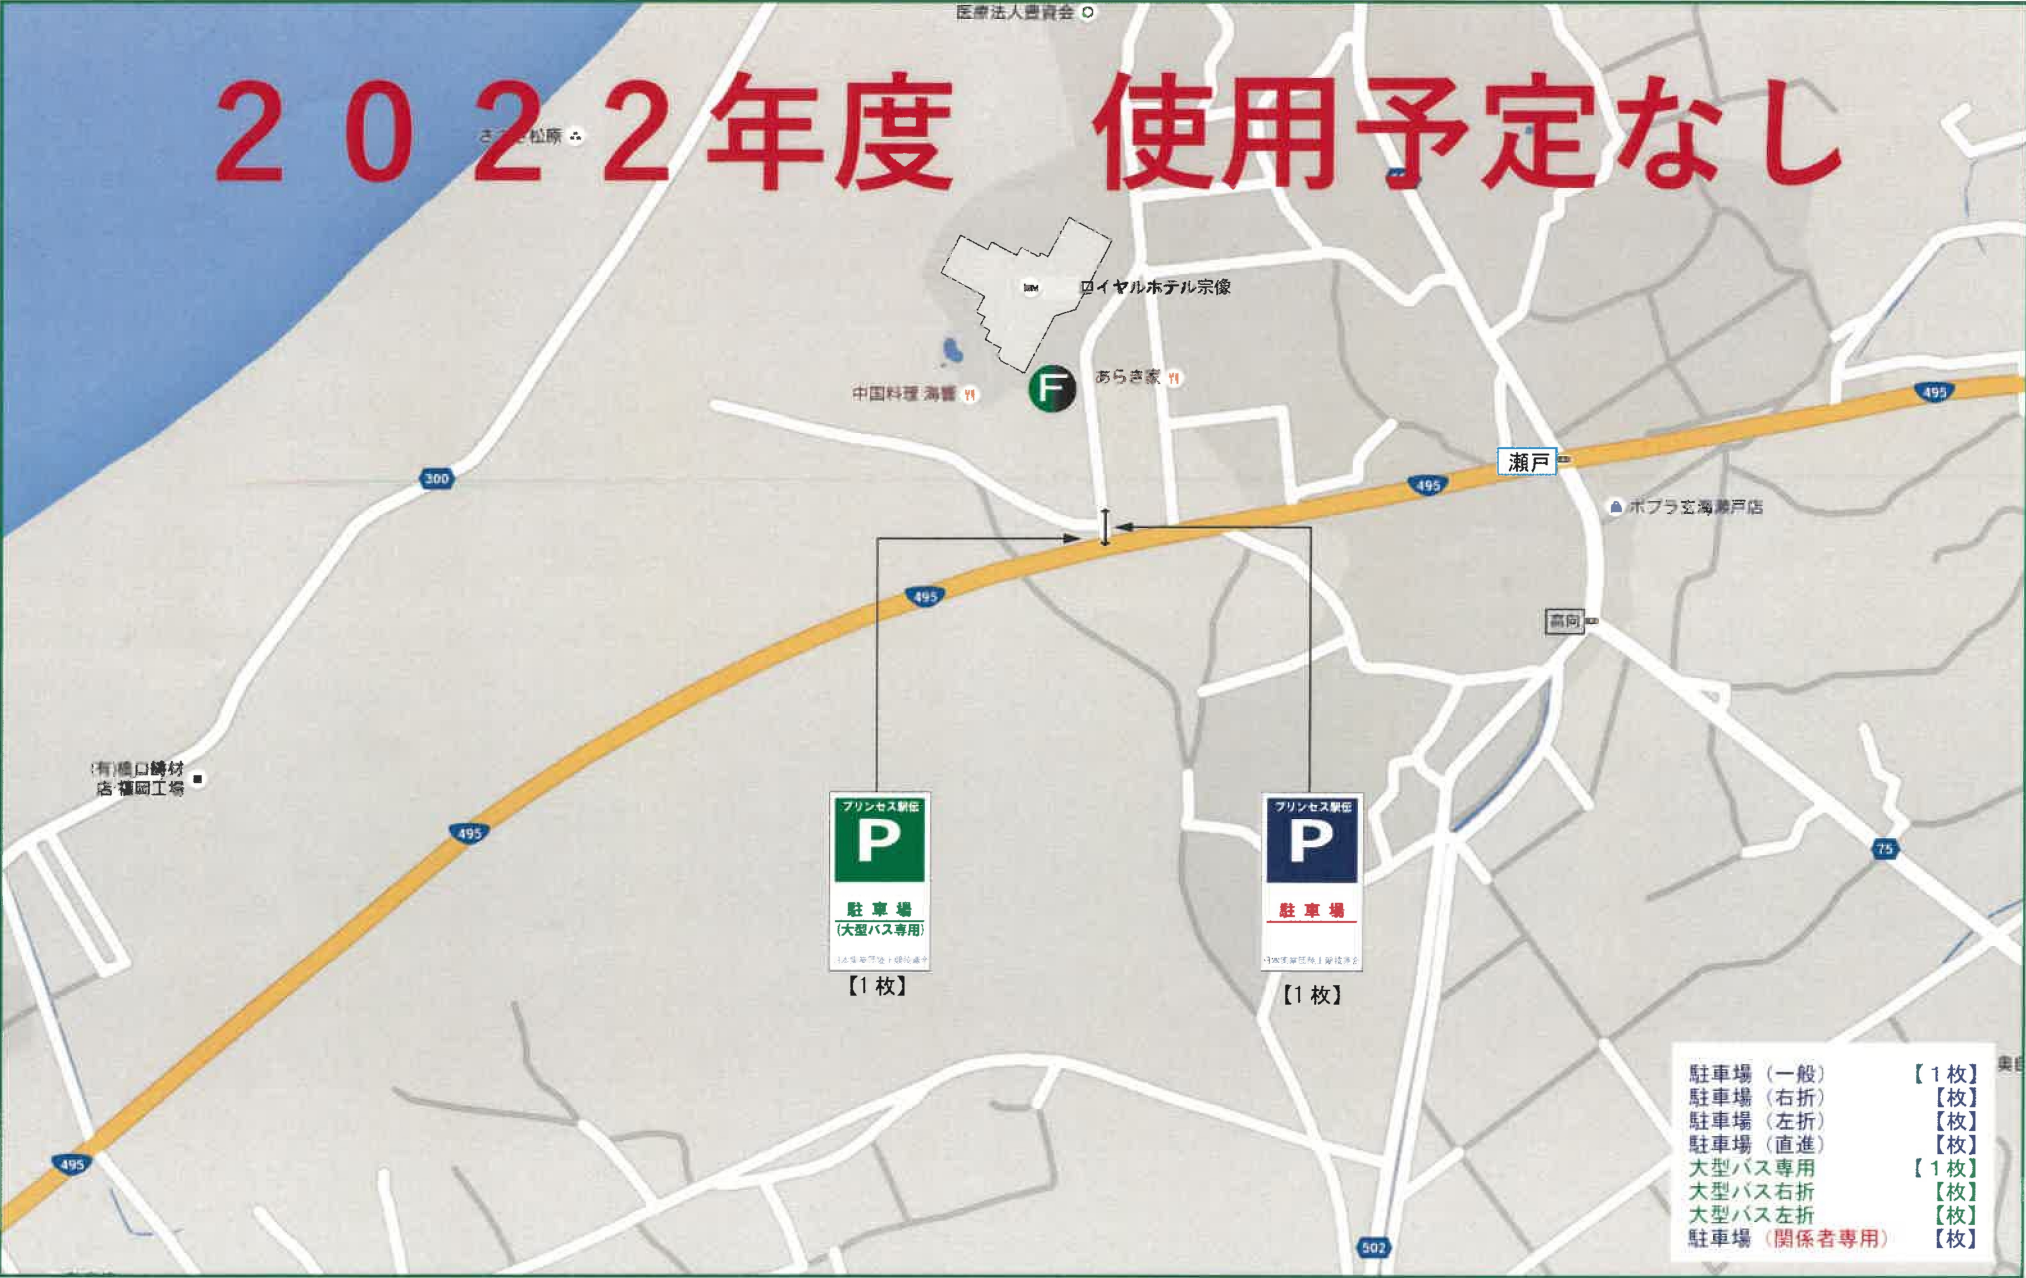 医療法人豊資会
２０２２年度　使用予定なし
松原
ロイヤルホテル宗像
あらき家
中国料理 海響
F
495
300
瀬戸
495
ポプラ玄海瀬戸店
495
高向
(有)橋口鋳材
店 福岡工場
495
プリンセス駅伝
P
駐車場
(大型バス専用)
【1枚】
プリンセス駅伝
P
駐車場
【1枚】
75
駐車場（一般） 【1枚】
駐車場（右折） 【枚】
駐車場（左折） 【枚】
駐車場（直進） 【枚】
大型バス専用 【1枚】
大型バス右折 【枚】
大型バス左折 【枚】
駐車場（関係者専用） 【枚】
495
502